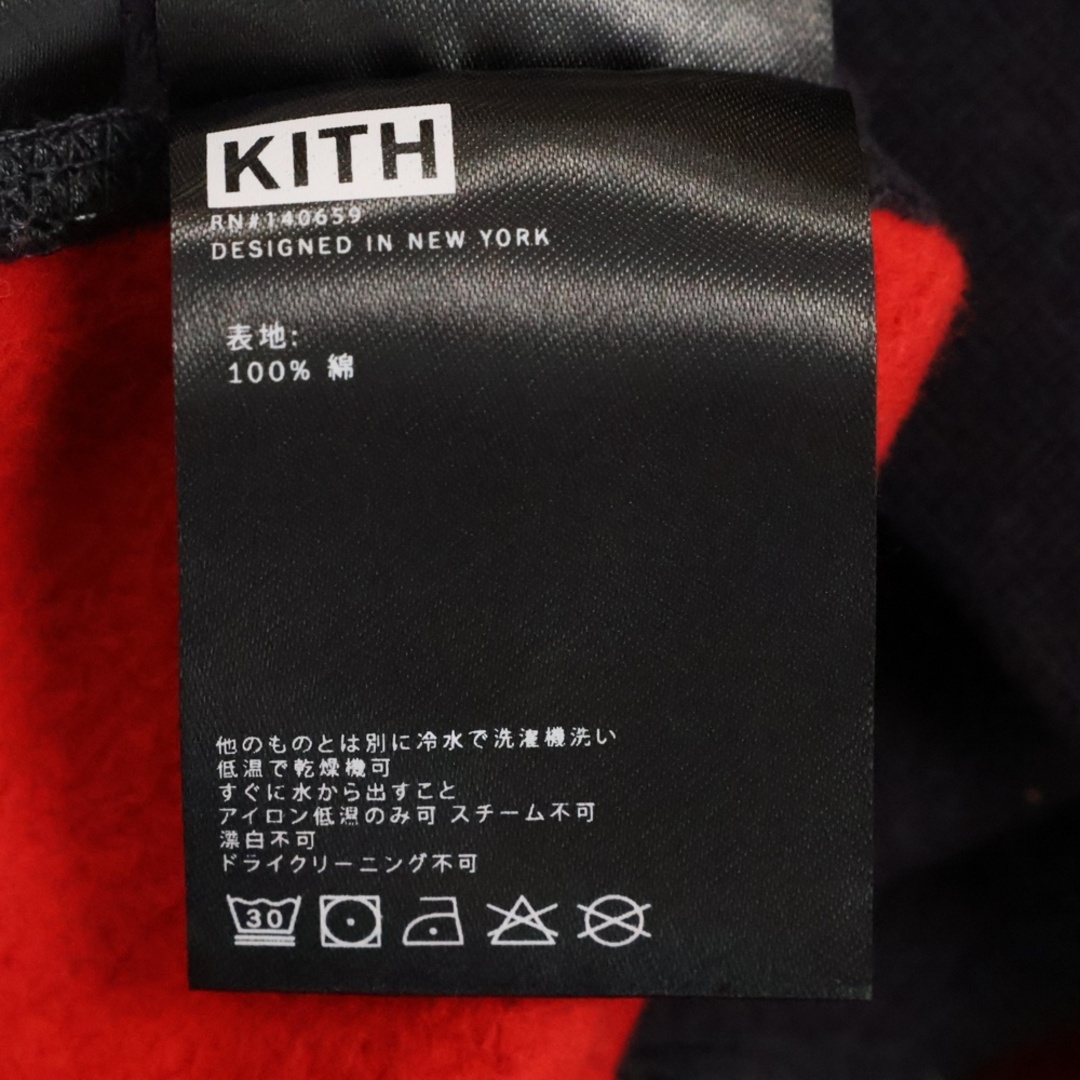 KITH
RN#140659
DESIGNED IN NEW YORK
表地:
100% 綿
他のものとは別に冷水で洗濯機洗い
低温で乾燥機可
すぐに水から出すこと
アイロン低温のみ可 スチーム不可
漂白不可
ドライクリーニング不可
30